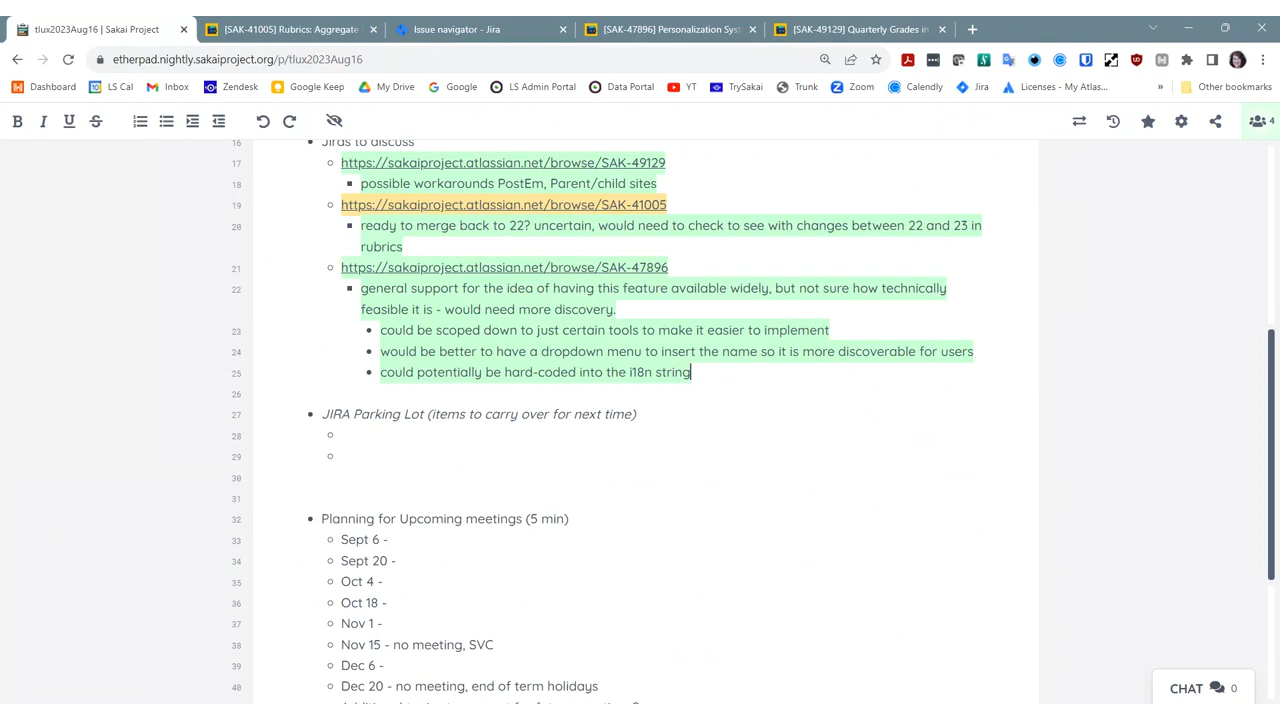 tlux2023Aug16 | Sakai Project
[SAK-41005] Rubrics: Aggregate
Issue navigator - Jira
[SAK-47896] Personalization Syst
[SAK-49129] Quarterly Grades in
etherpad.nightly.sakaiproject.org/p/tlux2023Aug16
Dashboard
LS Cal
Inbox
Zendesk
Google Keep
My Drive
Google
LS Admin Portal
Data Portal
YT
TrySakai
Trunk
Zoom
Calendly
Jira
Licenses - My Atlas...
»
Other bookmarks
4
16 Jiras to discuss
17 https://sakaiproject.atlassian.net/browse/SAK-49129
18 possible workarounds PostEm, Parent/child sites
19 https://sakaiproject.atlassian.net/browse/SAK-41005
20 ready to merge back to 22? uncertain, would need to check to see with changes between 22 and 23 in
rubrics
21 https://sakaiproject.atlassian.net/browse/SAK-47896
22 general support for the idea of having this feature available widely, but not sure how technically
feasible it is - would need more discovery.
23 could be scoped down to just certain tools to make it easier to implement
24 would be better to have a dropdown menu to insert the name so it is more discoverable for users
25 could potentially be hard-coded into the i18n string
26
27 JIRA Parking Lot (items to carry over for next time)
28
29
30
31
32 Planning for Upcoming meetings (5 min)
33 Sept 6 -
34 Sept 20 -
35 Oct 4 -
36 Oct 18 -
37 Nov 1 -
38 Nov 15 - no meeting, SVC
39 Dec 6 -
40 Dec 20 - no meeting, end of term holidays
CHAT 0